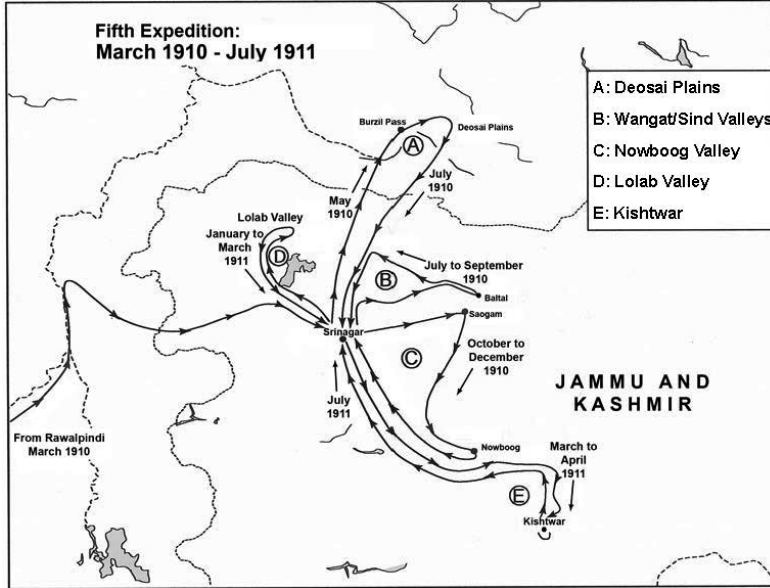 Fifth Expedition:
March 1910 - July 1911
A: Deosai Plains
B: Wangat/Sind Valleys
C: Nowboog Valley
D: Lolab Valley
E: Kishtwar
Burzil Pass
Deosai Plains
A
May
1910
July
1910
Lolab Valley
January to
March
1911
D
July to September
1910
B
Baltal
Saogam
Srinagar
October to
December
1910
C
JAMMU AND
KASHMIR
July
1911
From Rawalpindi
March 1910
Nowboog
March to
April
1911
E
Kishtwar